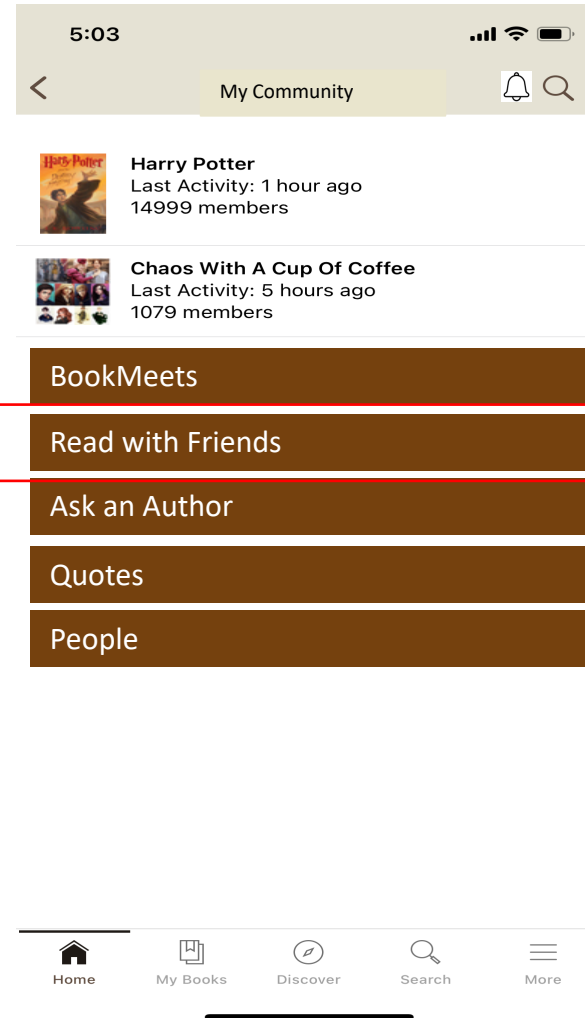 5:03
My Community
Harry Potter
Harry Potter
Last Activity: 1 hour ago
14999 members
Chaos With A Cup Of Coffee
Last Activity: 5 hours ago
1079 members
BookMeets
Read with Friends
Ask an Author
Quotes
People
Home
My Books
Discover
Search
More